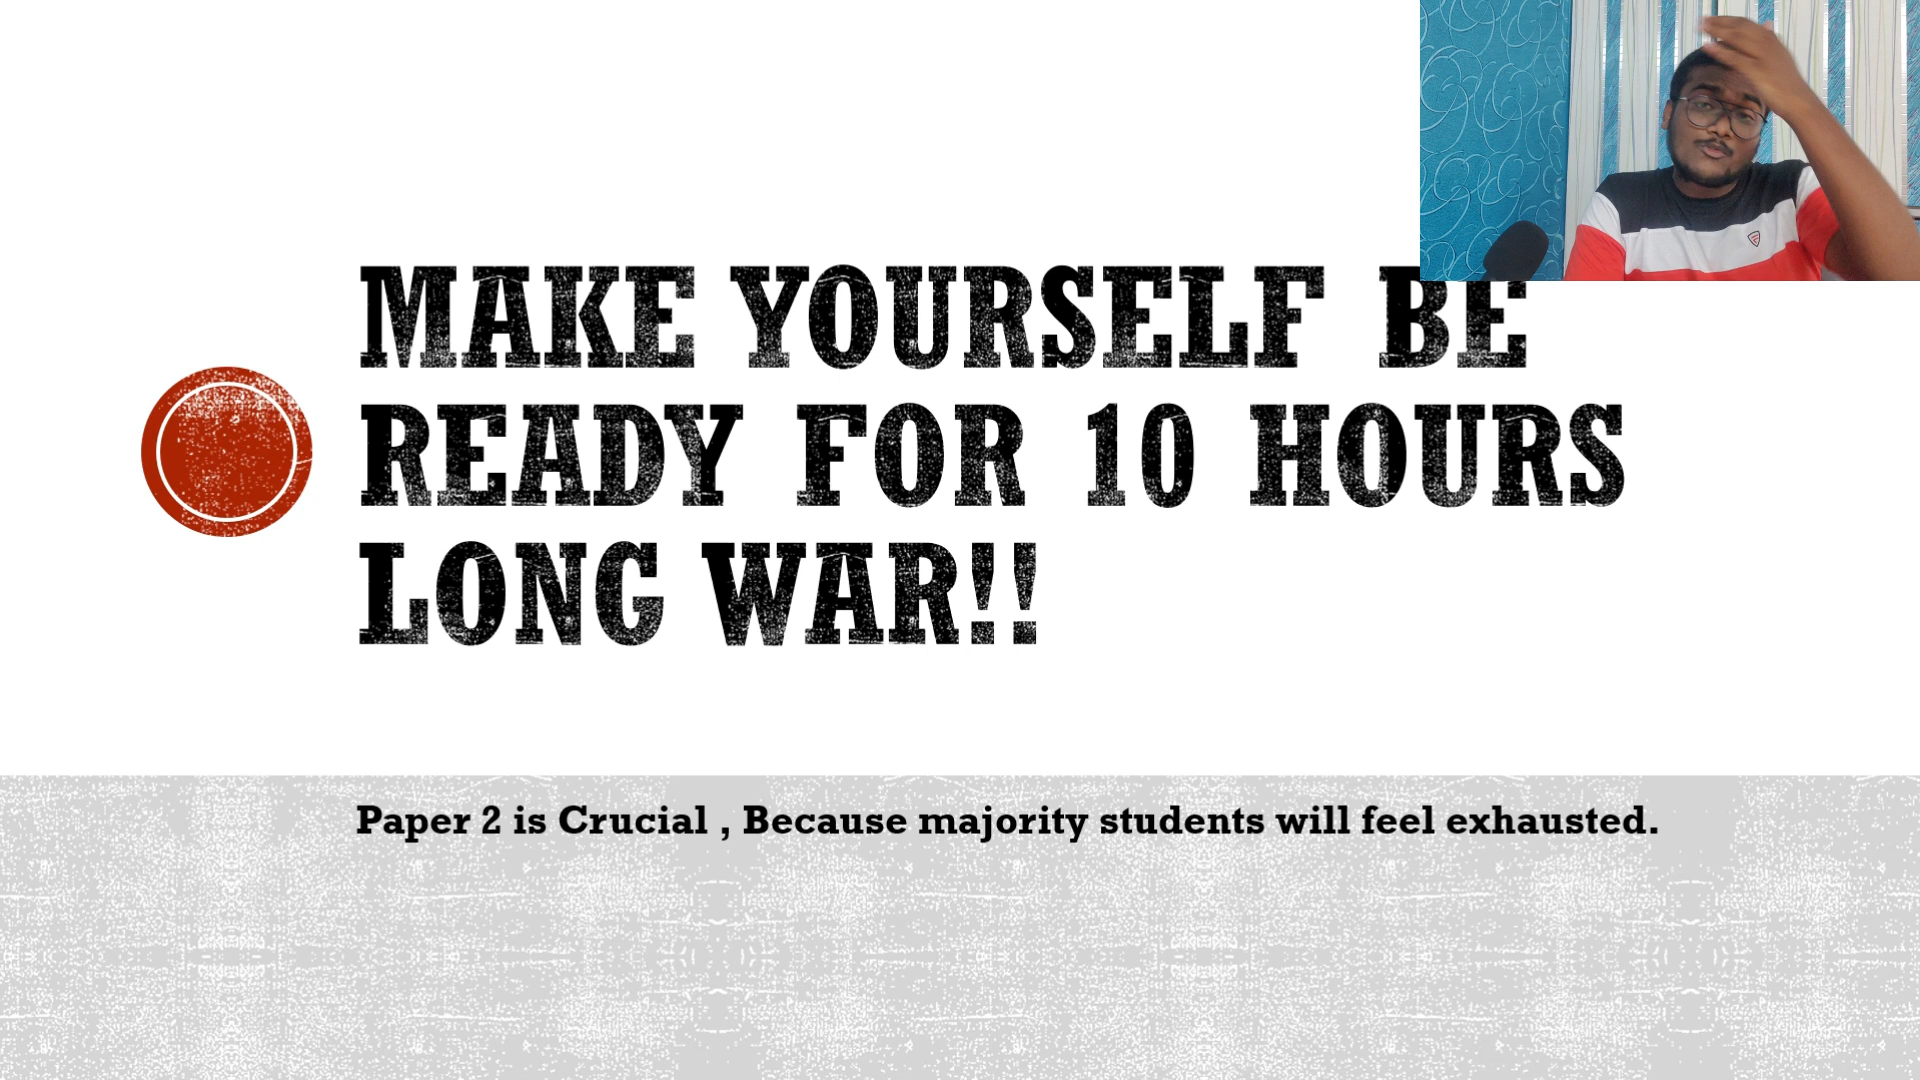 MAKE YOURSELF BE
READY FOR 10 HOURS
LONG WAR!!
Paper 2 is Crucial , Because majority students will feel exhausted.